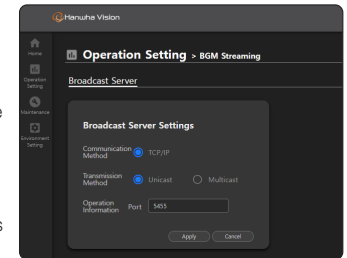 Hanwha Vision
Home
Operation Setting > BGM Streaming
Operation
Setting
Broadcast Server
Maintenance
Environment
Setting
e
s
Broadcast Server Settings
Communication
Method
TCP/IP
Transmission
Method
Unicast
Multicast
Operation
Information
Port
5455
Apply
Cancel